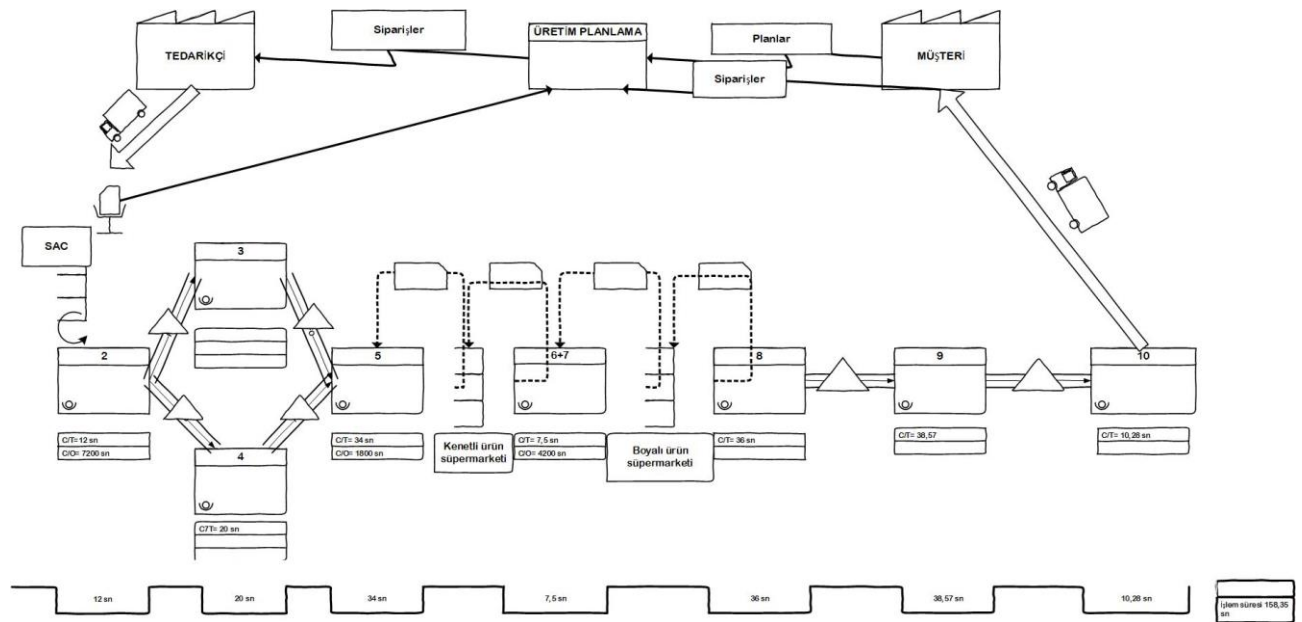 TEDARİKÇİ
Siparişler
ÜRETİM PLANLAMA
Planlar
Siparişler
MÜŞTERİ
SAC
3
2
5
6+7
8
9
10
C/T= 12 sn
C/O= 7200 sn
4
C7T= 20 sn
C/T= 34 sn
C/O= 1800 sn
Kenetli ürün
süpermarketi
C/T= 7,5 sn
C/O= 4200 sn
Boyalı ürün
süpermarketi
C/T= 36 sn
C/T= 38,57
C/T= 10,28 sn
12 sn
20 sn
34 sn
7,5 sn
36 sn
38,57 sn
10,28 sn
İşlem süresi 158,35
sn